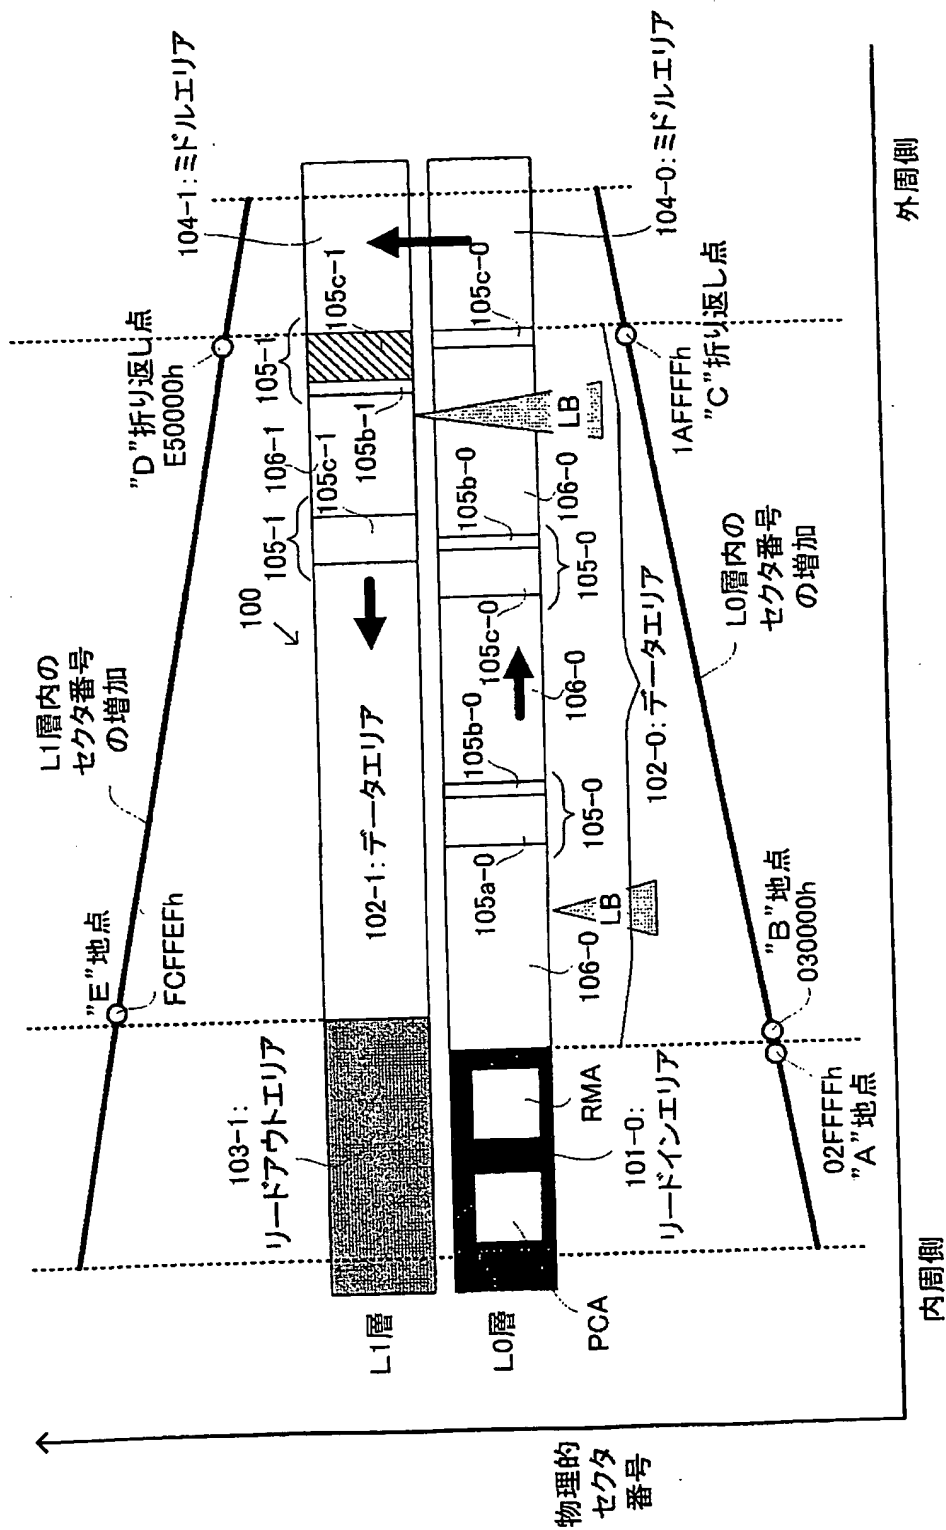 物理的
セクタ
番号
内周側
外周側
L1層内の
セクタ番号
の増加
"E"地点
FCFFEFh
"D"折り返し点
E50000h
104-1:ミドルエリア
103-1:
リードアウトエリア
100
105-1
106-1
105c-1
105b-1
105-1
105c-1
L1層
102-1:データエリア
L0層
PCA
RMA
101-0:
リードインエリア
106-0
105a-0
LB
105-0
105b-0
106-0
105c-0
105-0
105b-0
106-0
LB
105c-0
104-0:ミドルエリア
102-0:データエリア
02FFFFh
"A"地点
"B"地点
030000h
L0層内の
セクタ番号
の増加
1AFFFFh
"C"折り返し点